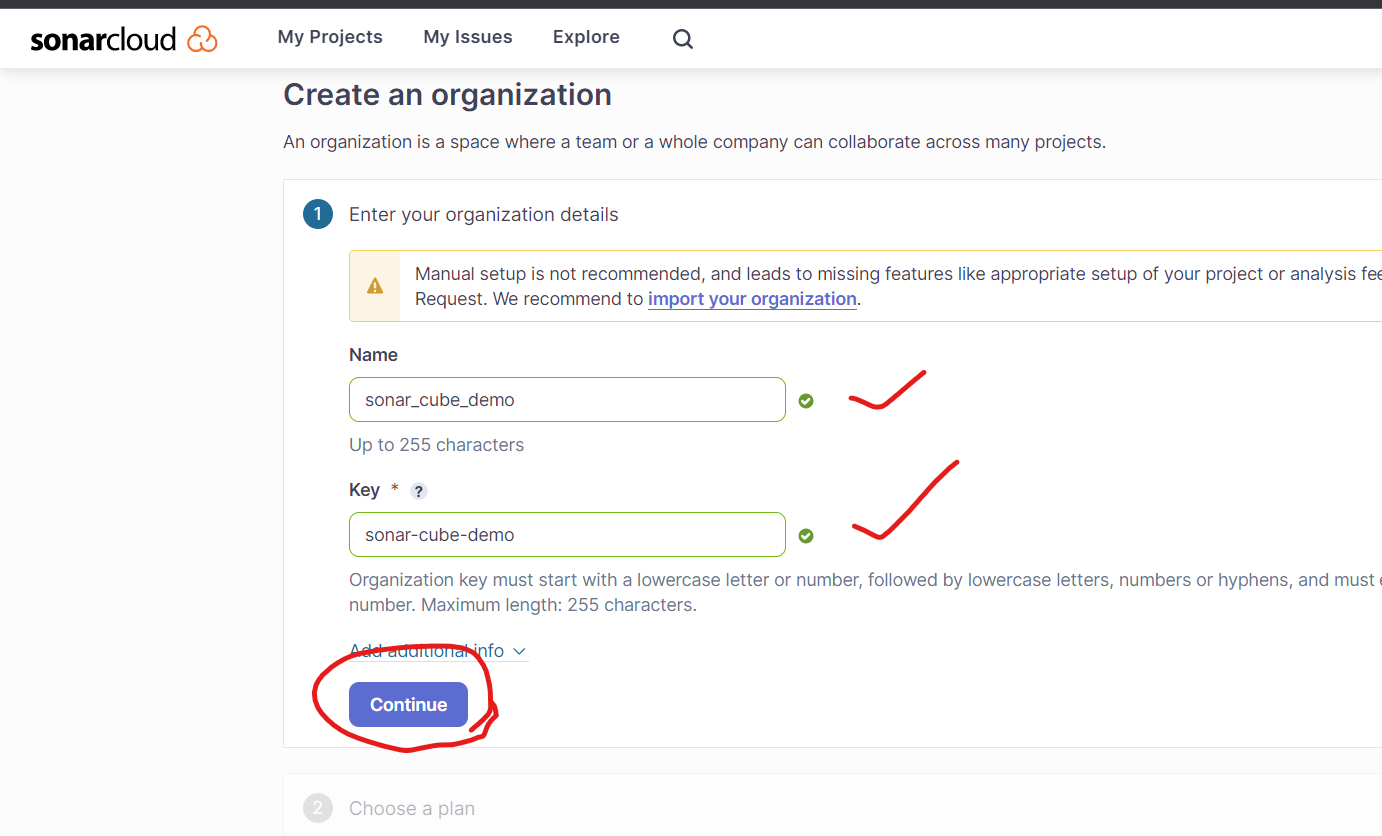 sonarcloud My Projects My Issues Explore
Create an organization
An organization is a space where a team or a whole company can collaborate across many projects.
1 Enter your organization details
Manual setup is not recommended, and leads to missing features like appropriate setup of your project or analysis fee
Request. We recommend to import your organization.
Name
sonar_cube_demo
Up to 255 characters
Key * ?
sonar-cube-demo
Organization key must start with a lowercase letter or number, followed by lowercase letters, numbers or hyphens, and must e
number. Maximum length: 255 characters.
Add additional info
Continue
2 Choose a plan